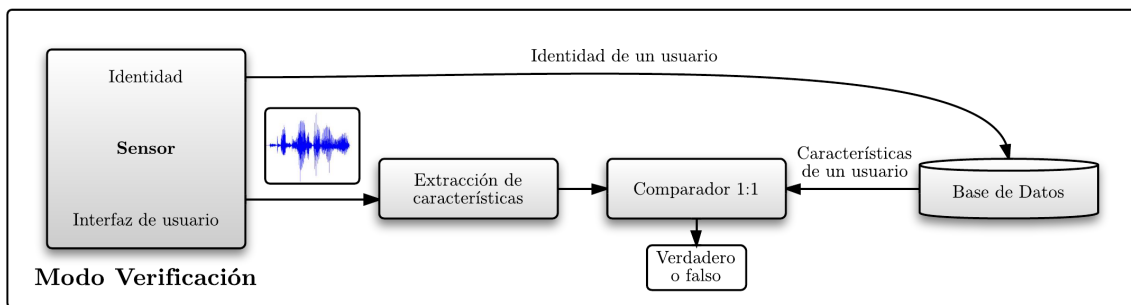 Identidad de un usuario
Identidad
Sensor
Interfaz de usuario
Extracción de
características
Comparador 1:1
Características
de un usuario
Base de Datos
Verdadero
o falso
Modo Verificación